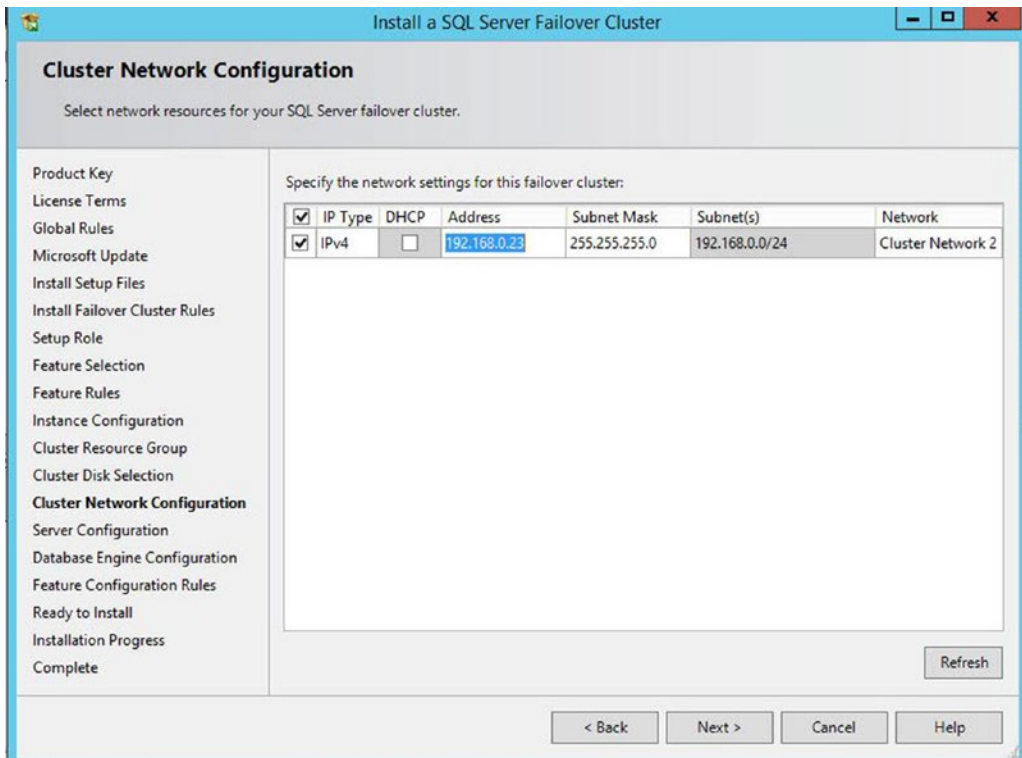 Install a SQL Server Failover Cluster
Cluster Network Configuration
Select network resources for your SQL Server failover cluster.
Product Key
License Terms
Global Rules
Microsoft Update
Install Setup Files
Install Failover Cluster Rules
Setup Role
Feature Selection
Feature Rules
Instance Configuration
Cluster Resource Group
Cluster Disk Selection
Cluster Network Configuration
Server Configuration
Database Engine Configuration
Feature Configuration Rules
Ready to Install
Installation Progress
Complete
Specify the network settings for this failover cluster:
IP Type DHCP Address Subnet Mask Subnet(s) Network
IPv4 192.168.0.23 255.255.255.0 192.168.0.0/24 Cluster Network 2
Refresh
< Back Next > Cancel Help